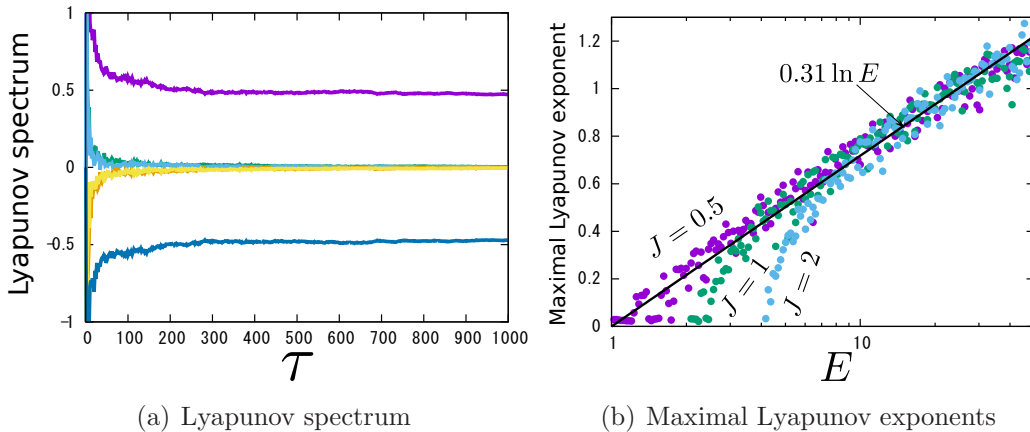 Lyapunov spectrum
1
0.5
0
-0.5
-1
0 100 200 300 400 500 600 700 800 900 1000
τ
(a) Lyapunov spectrum
Maximal Lyapunov exponent
1.2
1
0.8
0.6
0.4
0.2
0
0.31 ln E
J = 0.5
J = 1
J = 2
1 10
E
(b) Maximal Lyapunov exponents